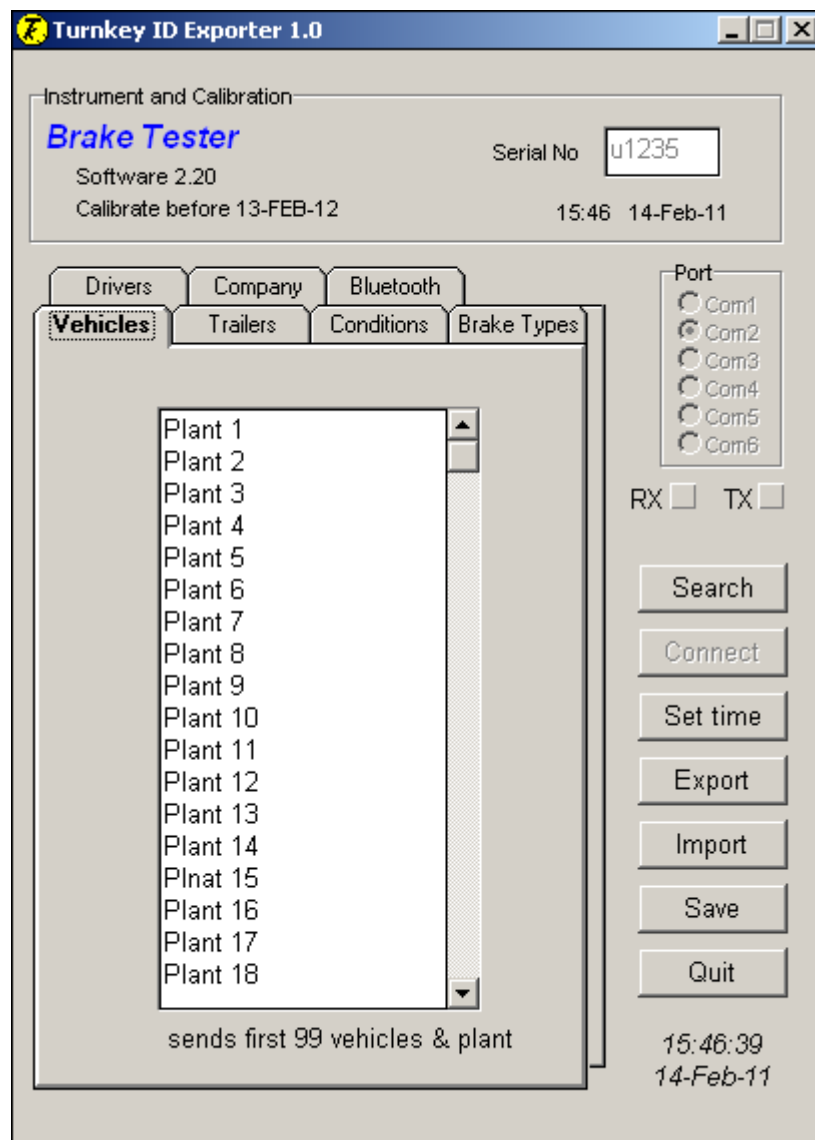 Turnkey ID Exporter 1.0
Instrument and Calibration
Brake Tester
Serial No u1235
Software 2.20
Calibrate before 13-FEB-12
15:46 14-Feb-11
Drivers Company Bluetooth
Vehicles Trailers Conditions Brake Types
Plant 1
Plant 2
Plant 3
Plant 4
Plant 5
Plant 6
Plant 7
Plant 8
Plant 9
Plant 10
Plant 11
Plant 12
Plant 13
Plant 14
Plnat 15
Plant 16
Plant 17
Plant 18
sends first 99 vehicles & plant
Port
Com1
Com2
Com3
Com4
Com5
Com6
RX TX
Search
Connect
Set time
Export
Import
Save
Quit
15:46:39
14-Feb-11